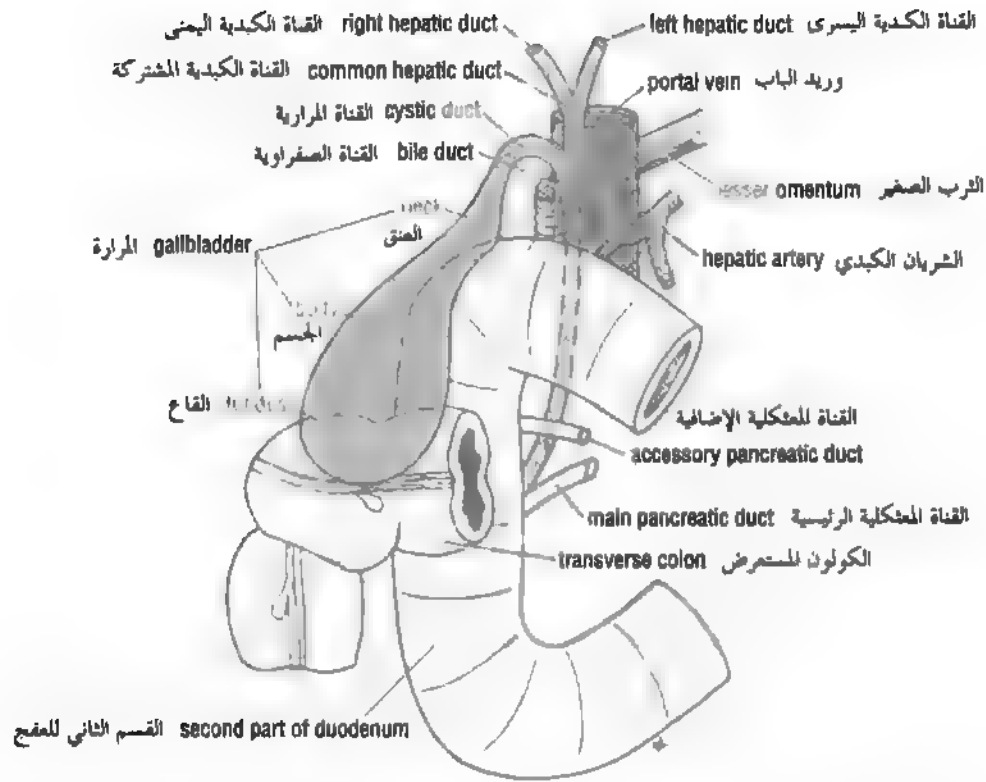 القناة الكبدية اليمنى right hepatic duct
left hepatic duct القناة الكبدية اليسرى
القناة الكبدية المشتركة common hepatic duct
portal vein وريد الباب
القناة المرارية cystic duct
القناة الصفراوية bile duct
lesser omentum الثرب الصغير
neck
العنق
المرارة gallbladder
hepatic artery الشريان الكبدي
body
الجسم
القاع fundus
القناة المعثكلية الإضافية
accessory pancreatic duct
main pancreatic duct القناة المعثكلية الرئيسية
transverse colon الكولون المستعرض
القسم الثاني للعفج second part of duodenum